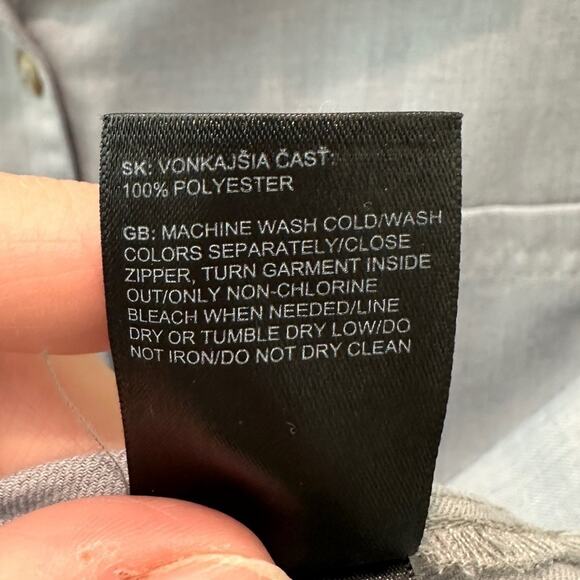 SK: VONKAJŠIA ČASŤ:
100% POLYESTER
GB: MACHINE WASH COLD/WASH
COLORS SEPARATELY/CLOSE
ZIPPER, TURN GARMENT INSIDE
OUT/ONLY NON-CHLORINE
BLEACH WHEN NEEDED/LINE
DRY OR TUMBLE DRY LOW/DO
NOT IRON/DO NOT DRY CLEAN